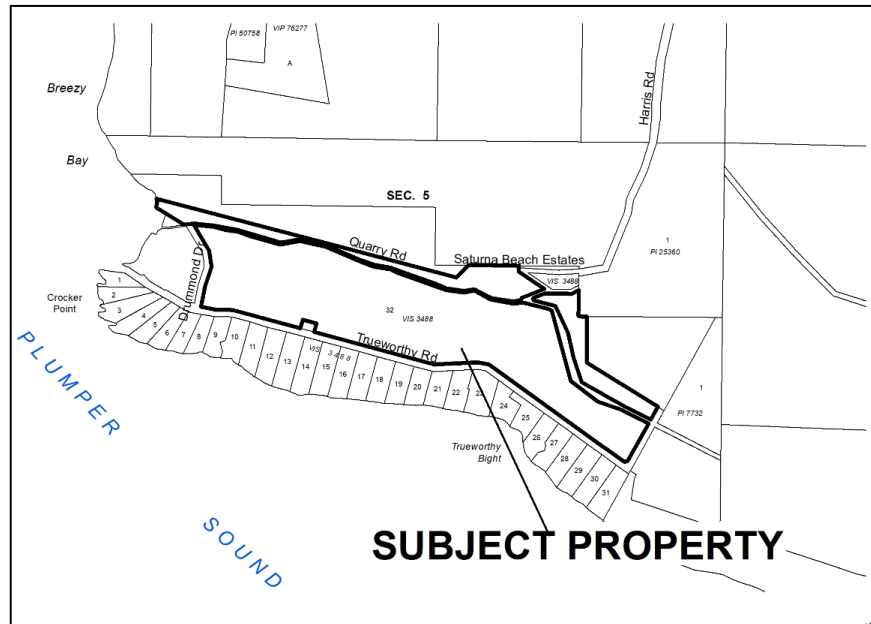 PI 50758
VIP 76277
A
Breezy
Bay
Harris Rd
SEC. 5
Quarry Rd
Saturna Beach Estates
1
PI 25360
VIS 3488
Drummond Dr
Crocker
Point
32
VIS 3488
Trueworthy Rd
VIS 3488
1
2
3
4
5
6
7
8
9
10
11
12
13
14
15
16
17
18
19
20
21
22
23
24
25
26
27
28
29
30
31
1
PI 7732
Trueworthy
Bight
PLUMPER
SOUND
SUBJECT PROPERTY